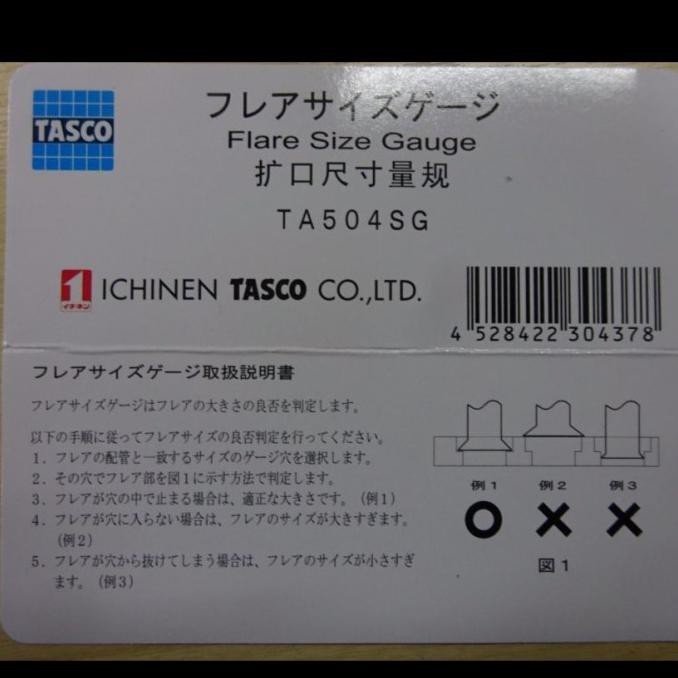 TASCO
フレアサイズゲージ
Flare Size Gauge
扩口尺寸量规
TA504SG
1 イチネン ICHINEN TASCO CO.,LTD.
4 528422 304378
フレアサイズゲージ取扱説明書
フレアサイズゲージはフレアの大きさの良否を判定します。
以下の手順に従ってフレアサイズの良否判定を行ってください。
1. フレアの配管と一致するサイズのゲージ穴を選択します。
2. その穴でフレア部を図1に示す方法で判定します。
3. フレアが穴の中で止まる場合は、適正な大きさです。(例1)
4. フレアが穴に入らない場合は、フレアのサイズが大きすぎます。
(例2)
5. フレアが穴から抜けてしまう場合は、フレアのサイズが小さすぎ
ます。(例3)
例1 例2 例3
図1